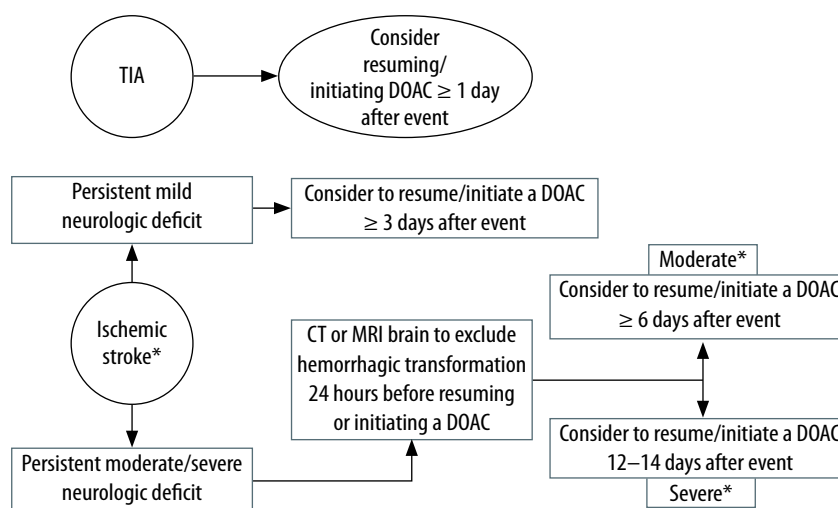 TIA
Consider
resuming/
initiating DOAC ≥ 1 day
after event
Persistent mild
neurologic deficit
Consider to resume/initiate a DOAC
≥ 3 days after event
Ischemic
stroke*
Persistent moderate/severe
neurologic deficit
CT or MRI brain to exclude
hemorrhagic transformation
24 hours before resuming
or initiating a DOAC
Moderate*
Consider to resume/initiate a DOAC
≥ 6 days after event
Consider to resume/initiate a DOAC
12–14 days after event
Severe*